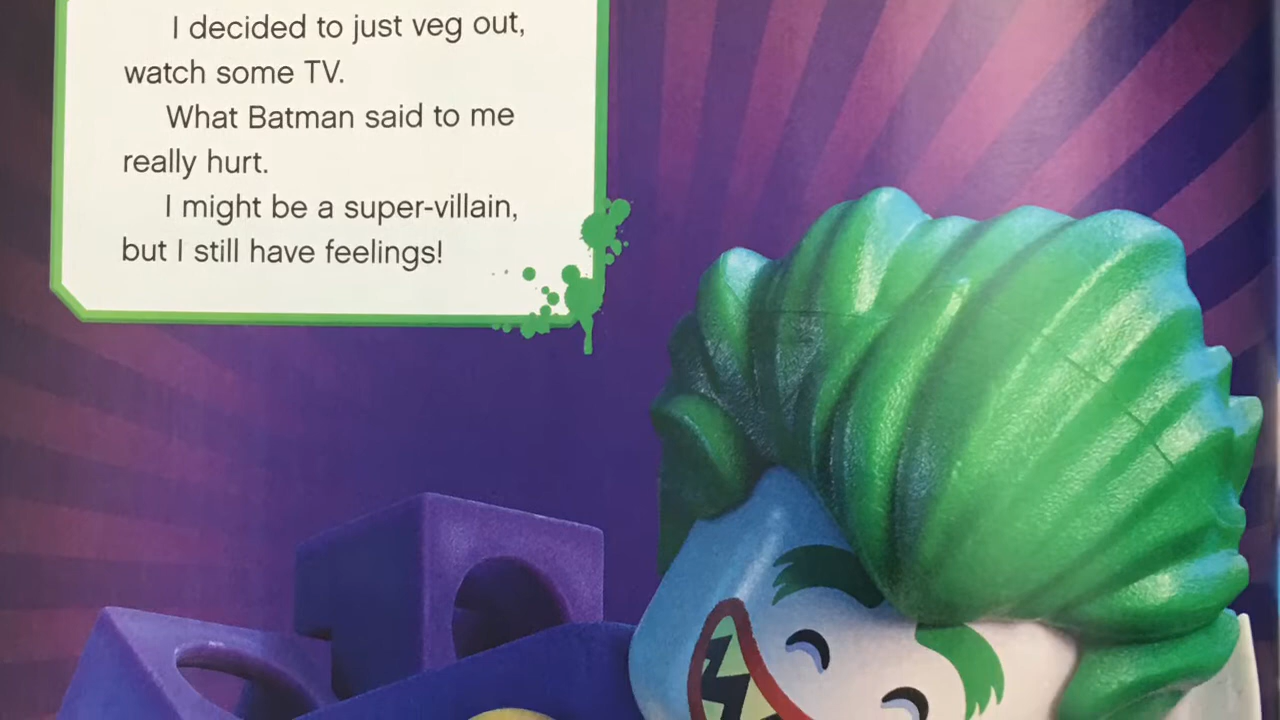 I decided to just veg out,
watch some TV.
What Batman said to me
really hurt.
I might be a super-villain,
but I still have feelings!